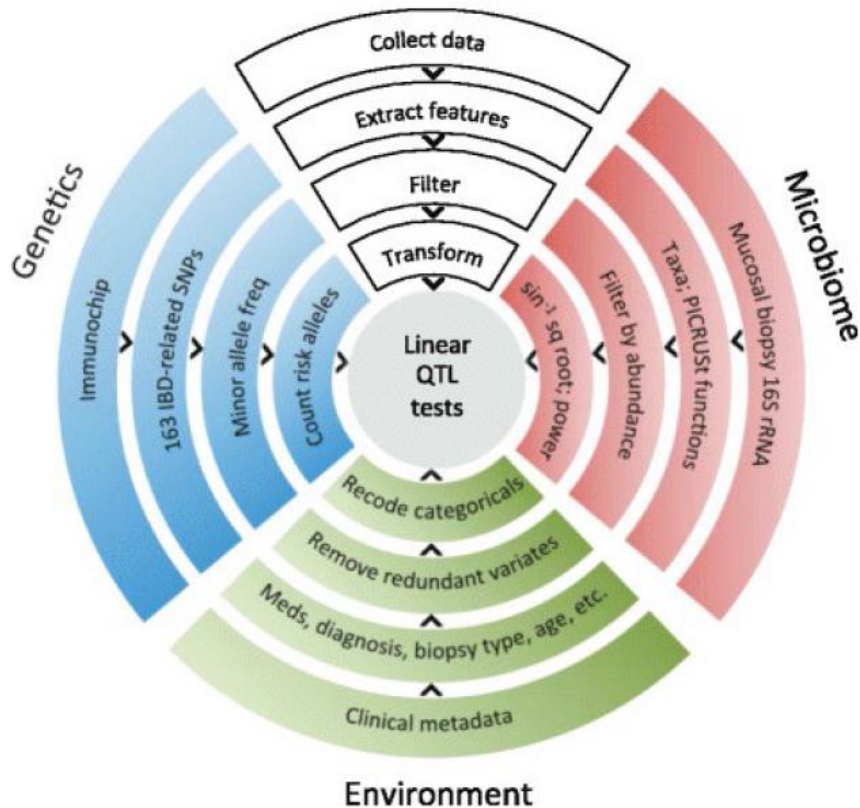 Collect data
Extract features
Filter
Transform
Linear
QTL
tests
Genetics
Immunochip
163 IBD-related SNPs
Minor allele freq
Count risk alleles
Microbiome
Mucosal biopsy 16S rRNA
Taxa; PICRUSt functions
Filter by abundance
sin⁻¹ sq root; power
Recode categoricals
Remove redundant variates
Meds, diagnosis, biopsy type, age, etc.
Clinical metadata
Environment